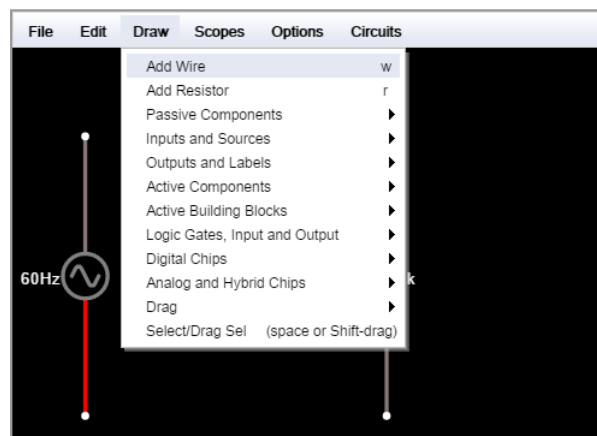 File Edit Draw Scopes Options Circuits
Add Wire w
Add Resistor r
Passive Components
Inputs and Sources
Outputs and Labels
Active Components
Active Building Blocks
Logic Gates, Input and Output
Digital Chips
60Hz
Analog and Hybrid Chips
k
Drag
Select/Drag Sel (space or Shift-drag)